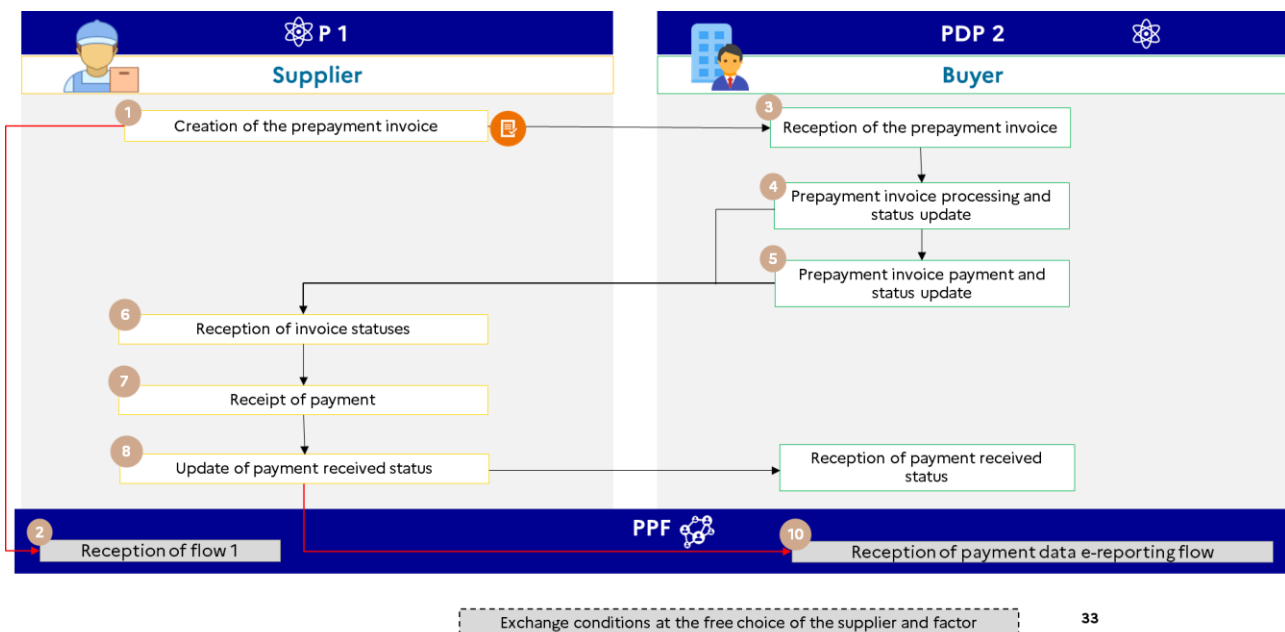 P 1
PDP 2
Supplier
Buyer
1
Creation of the prepayment invoice
3
Reception of the prepayment invoice
4
Prepayment invoice processing and
status update
5
Prepayment invoice payment and
status update
6
Reception of invoice statuses
7
Receipt of payment
8
Update of payment received status
Reception of payment received
status
PPF
2
Reception of flow 1
10
Reception of payment data e-reporting flow
Exchange conditions at the free choice of the supplier and factor
33